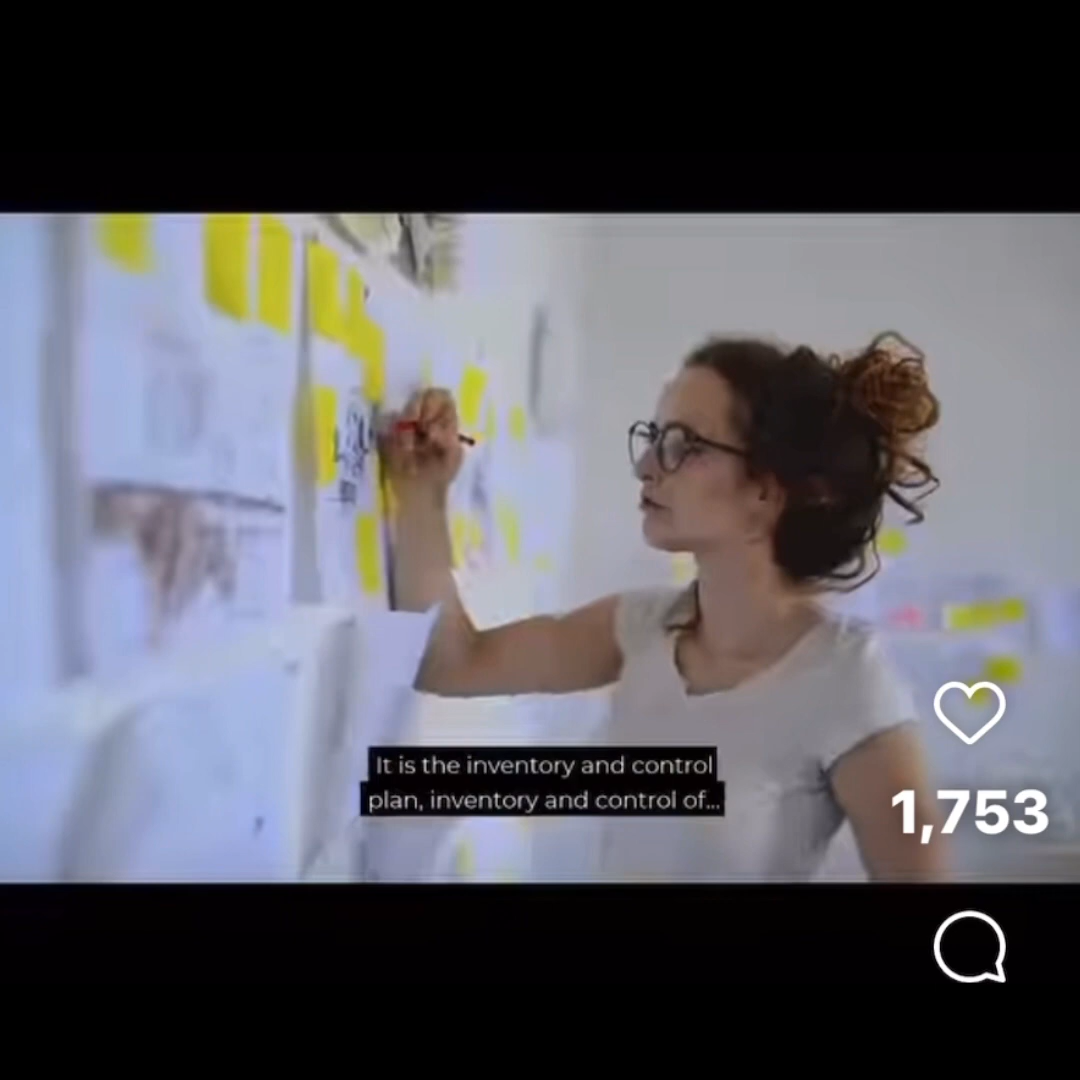 It is the inventory and control
plan, inventory and control of...
1,753